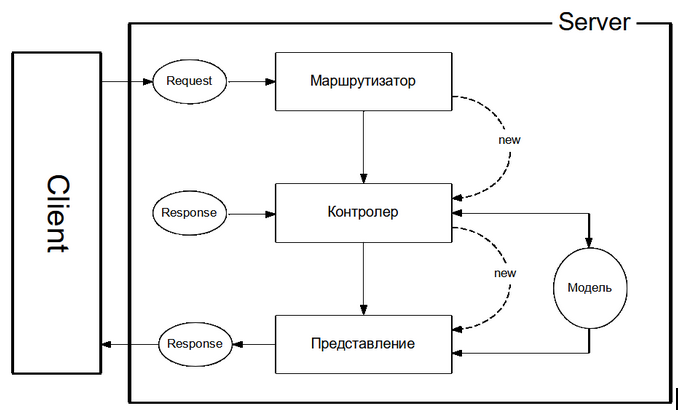 Server
Request
Маршрутизатор
new
Client
Response
Контролер
new
Модель
Response
Представление